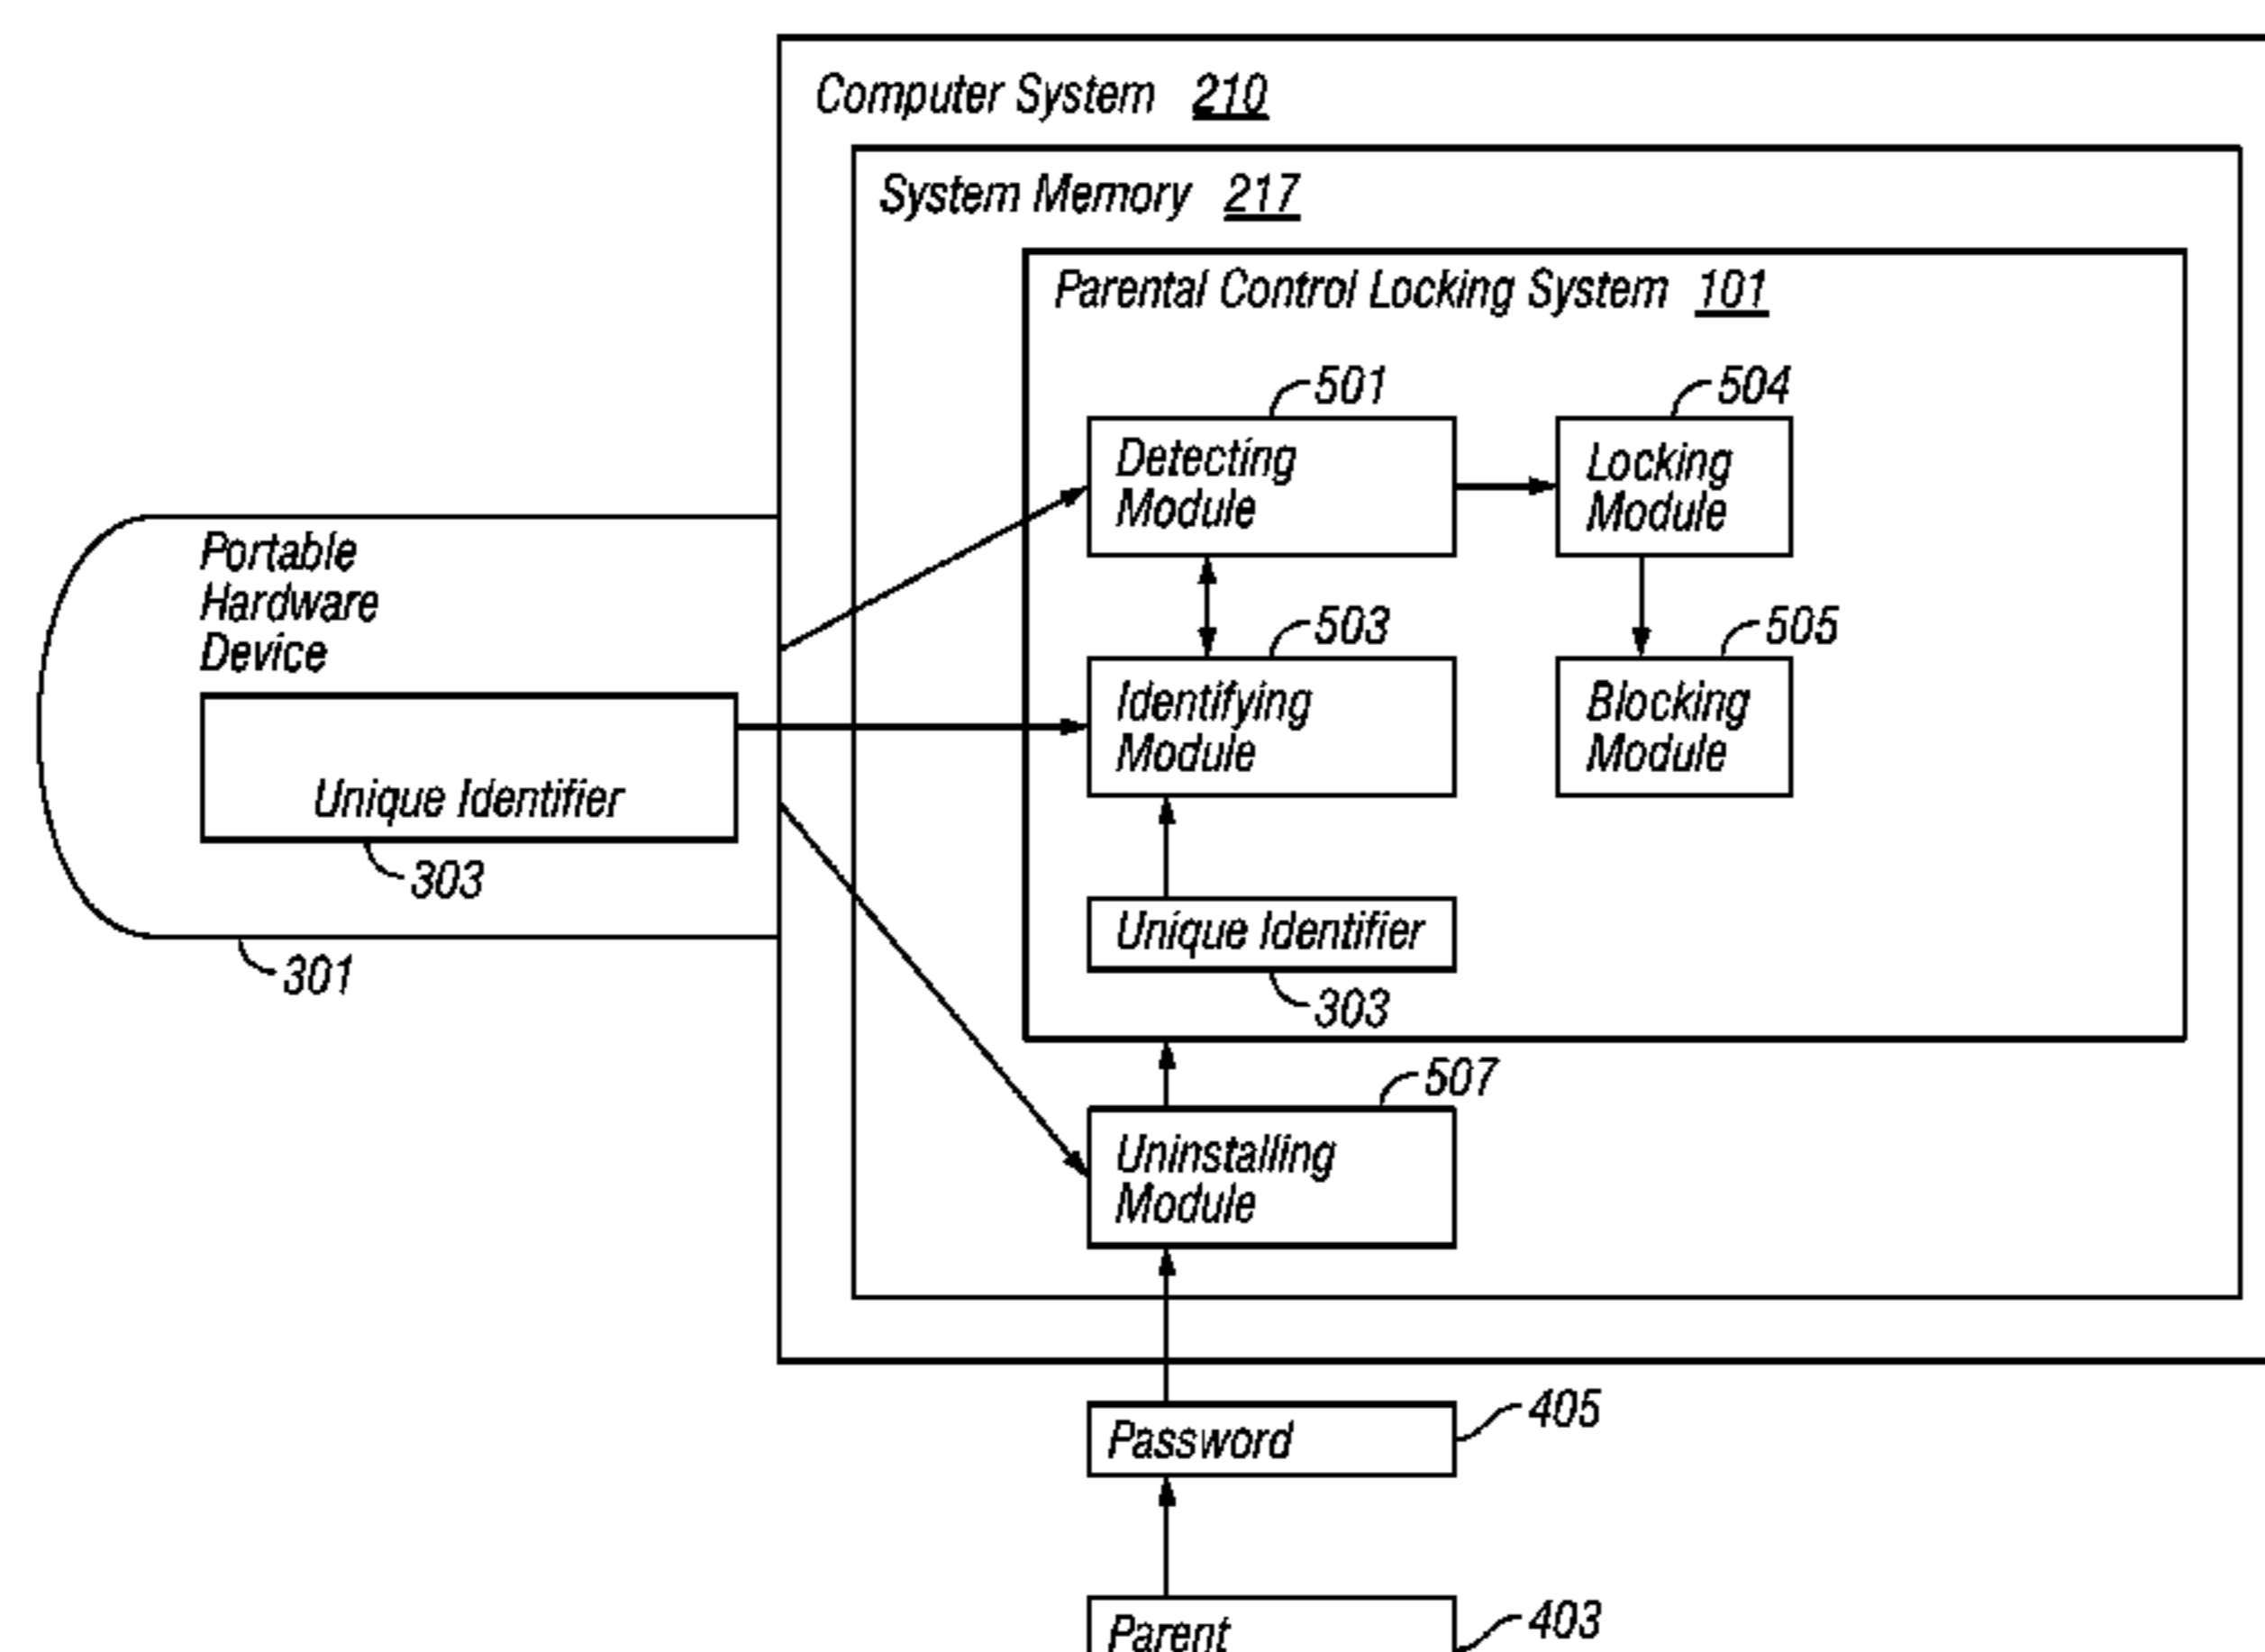 Computer System 210
System Memory 217
Parental Control Locking System 101
501
504
Detecting
Module
Locking
Module
Portable
Hardware
Device
503
505
Identifying
Module
Blocking
Module
Unique Identifier
303
Unique Identifier
303
301
507
Uninstalling
Module
405
Password
403
Parent